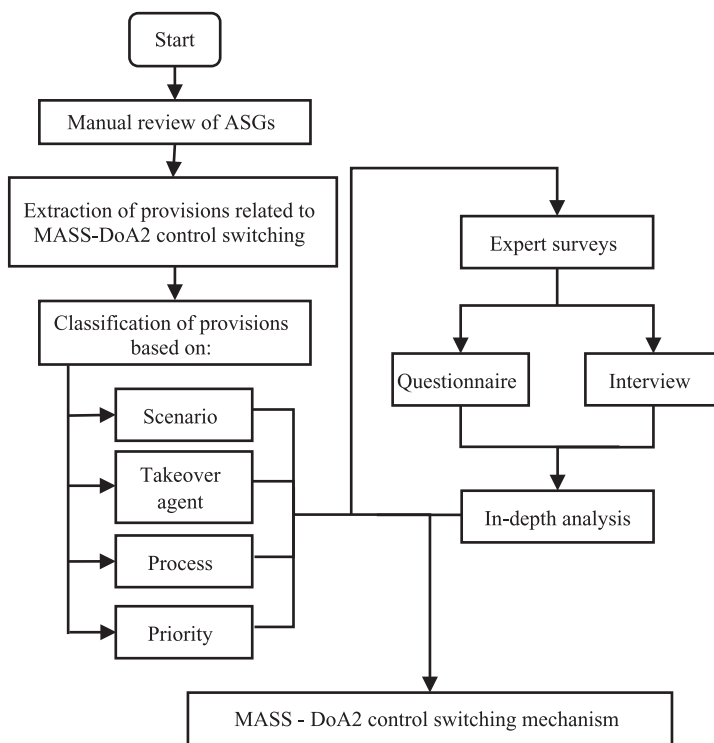 Start
Manual review of ASGs
Extraction of provisions related to
MASS-DoA2 control switching
Classification of provisions
based on:
Scenario
Takeover
agent
Process
Priority
Expert surveys
Questionnaire
Interview
In-depth analysis
MASS - DoA2 control switching mechanism